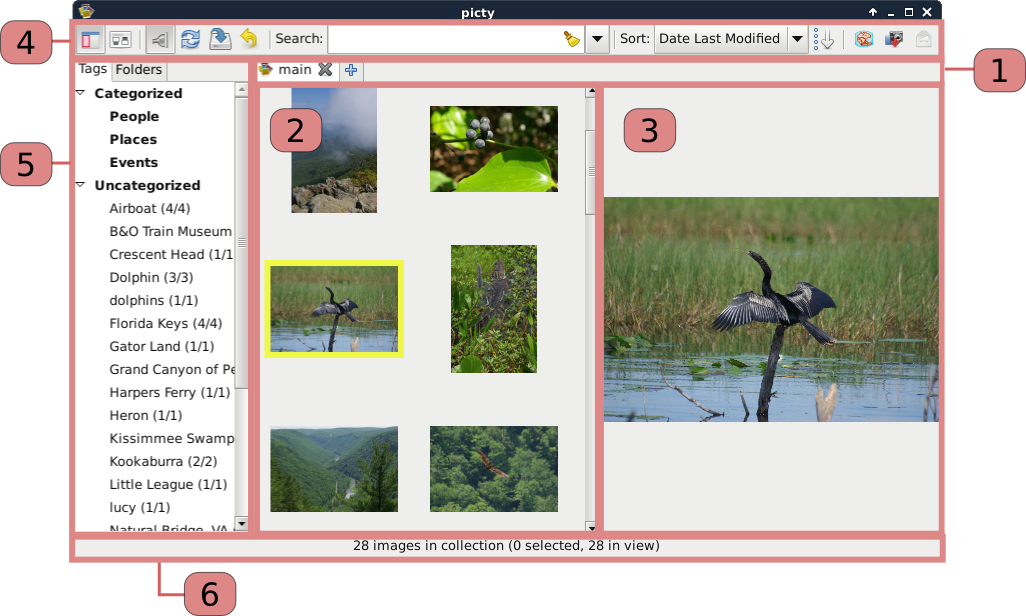 picty
4
Search:
Sort:
Date Last Modified
1
Tags
Folders
main
5
Categorized
People
Places
Events
Uncategorized
Airboat (4/4)
B&O Train Museum
Crescent Head (1/1
Dolphin (3/3)
dolphins (1/1)
Florida Keys (4/4)
Gator Land (1/1)
Grand Canyon of Pe
Harpers Ferry (1/1)
Heron (1/1)
Kissimmee Swamp
Kookaburra (2/2)
Little League (1/1)
lucy (1/1)
Natural Bridge, VA
2
3
28 images in collection (0 selected, 28 in view)
6